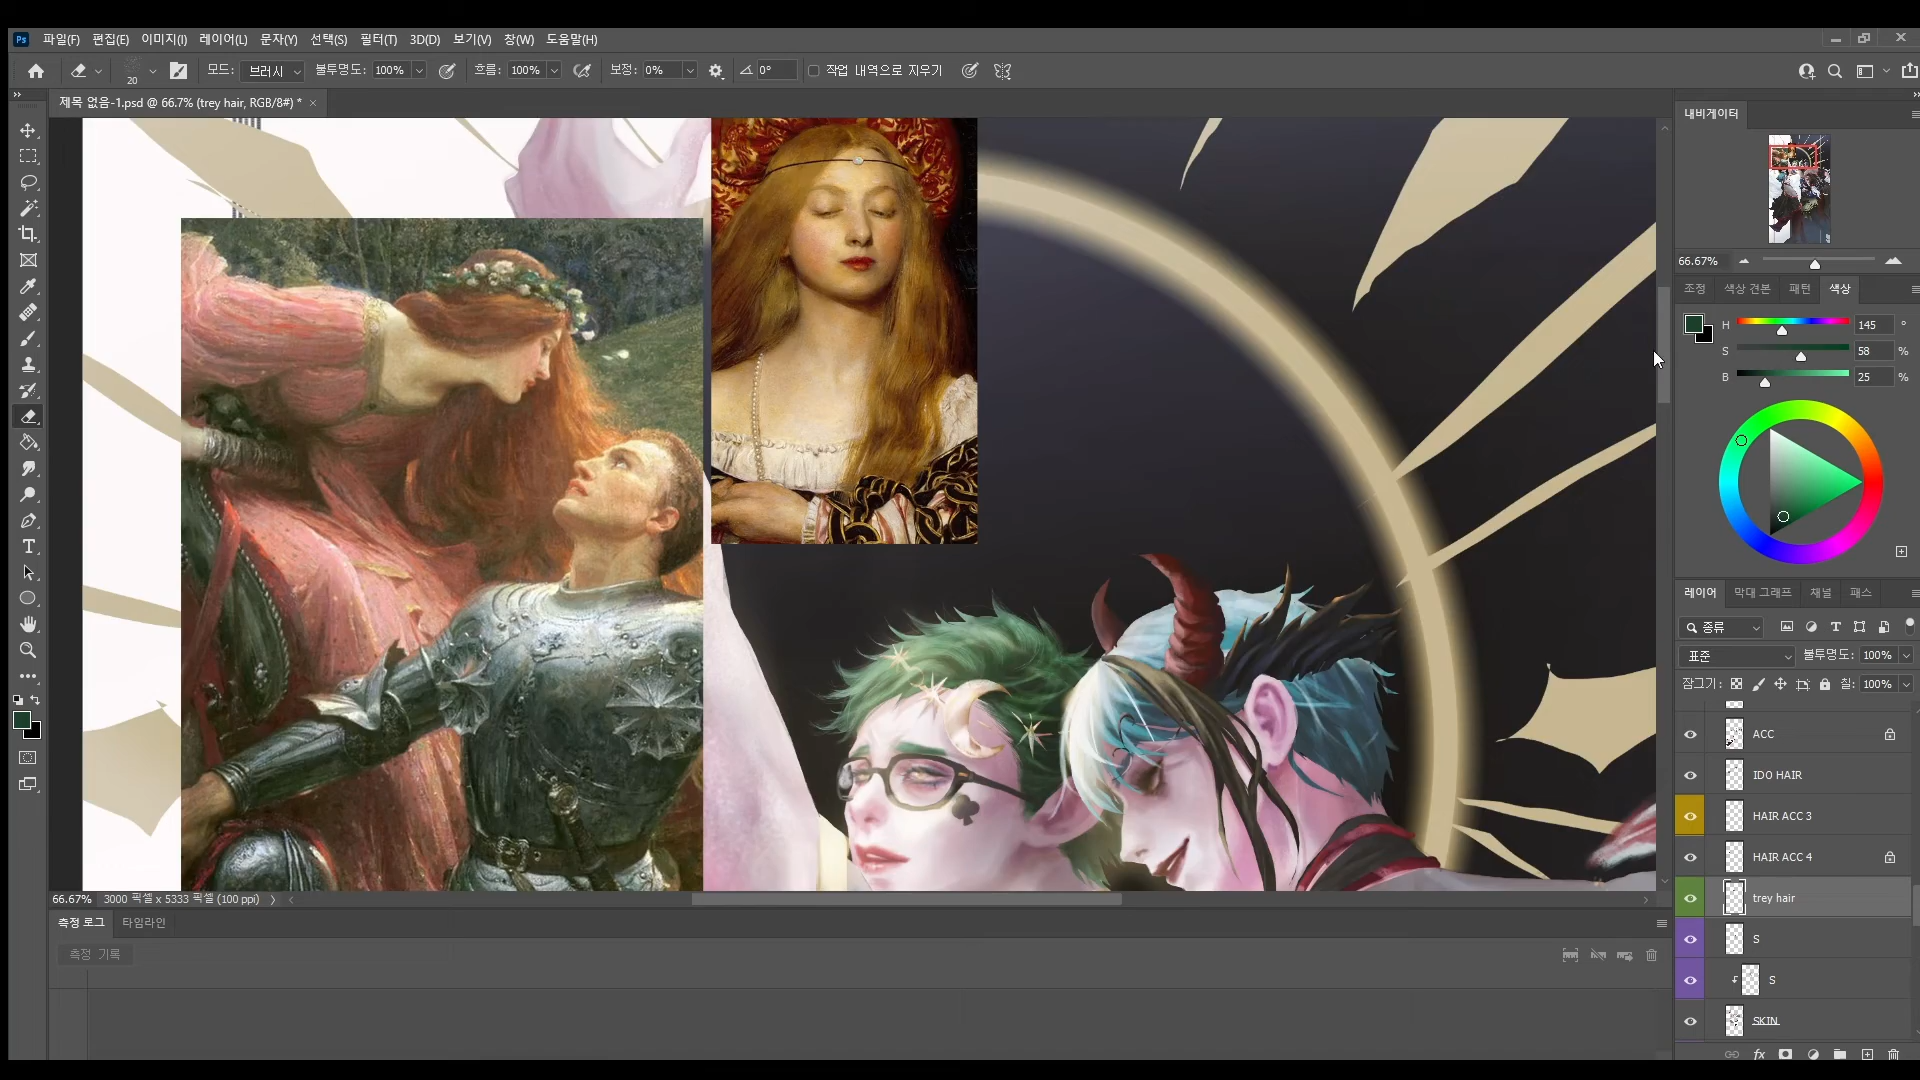 Ps 파일(F) 편집(E) 이미지(I) 레이어(L) 문자(Y) 선택(S) 필터(T) 3D(D) 보기(V) 창(W) 도움말(H)
20 모드: 브러시 불투명도: 100% 흐름: 100% 보정: 0% 0° 작업 내역으로 지우기
제목 없음-1.psd @ 66.7% (trey hair, RGB/8#) * ×
내비게이터
66.67%
조정 색상 견본 패턴 색상
H 145 °
S 58 %
B 25 %
레이어 막대 그래프 채널 패스
종류
표준 불투명도: 100%
잠그기: 칠: 100%
ACC
IDO HAIR
HAIR ACC 3
HAIR ACC 4
trey hair
S
S
SKIN
fx
66.67% 3000 픽셀 x 5333 픽셀 (100 ppi)
측정 로그 타임라인
측정 기록